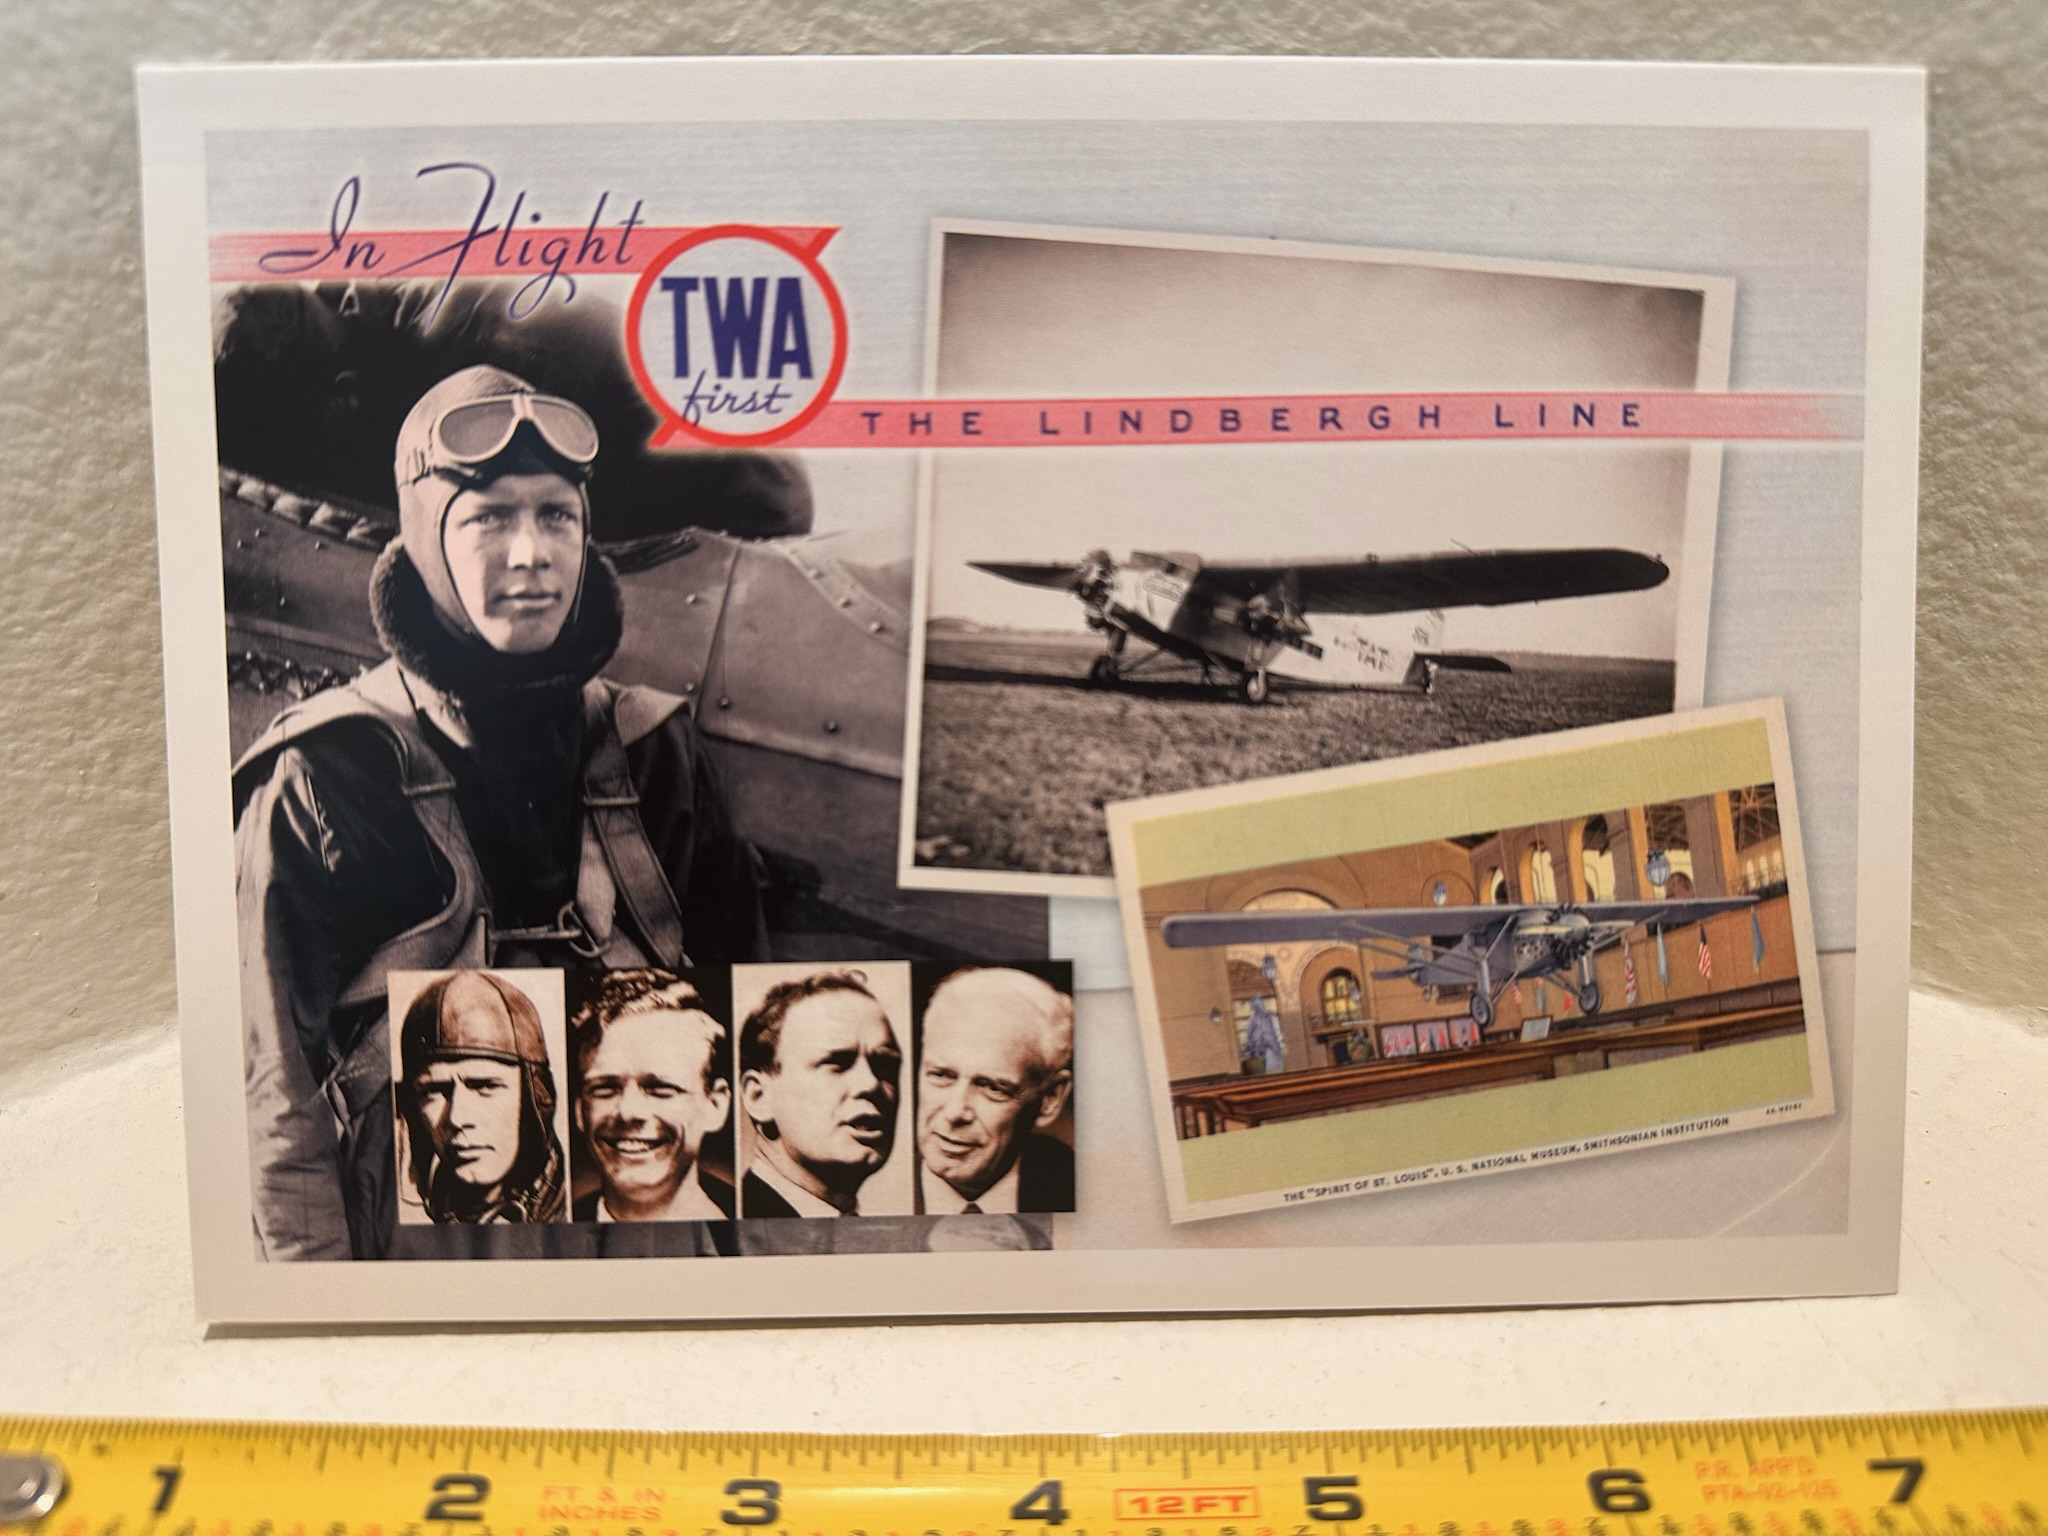 In Flight
TWA
first
THE LINDBERGH LINE
THE "SPIRIT OF ST. LOUIS", U. S. NATIONAL MUSEUM, SMITHSONIAN INSTITUTION
1 2 3 4 5 6 7
FT & IN
INCHES
12FT